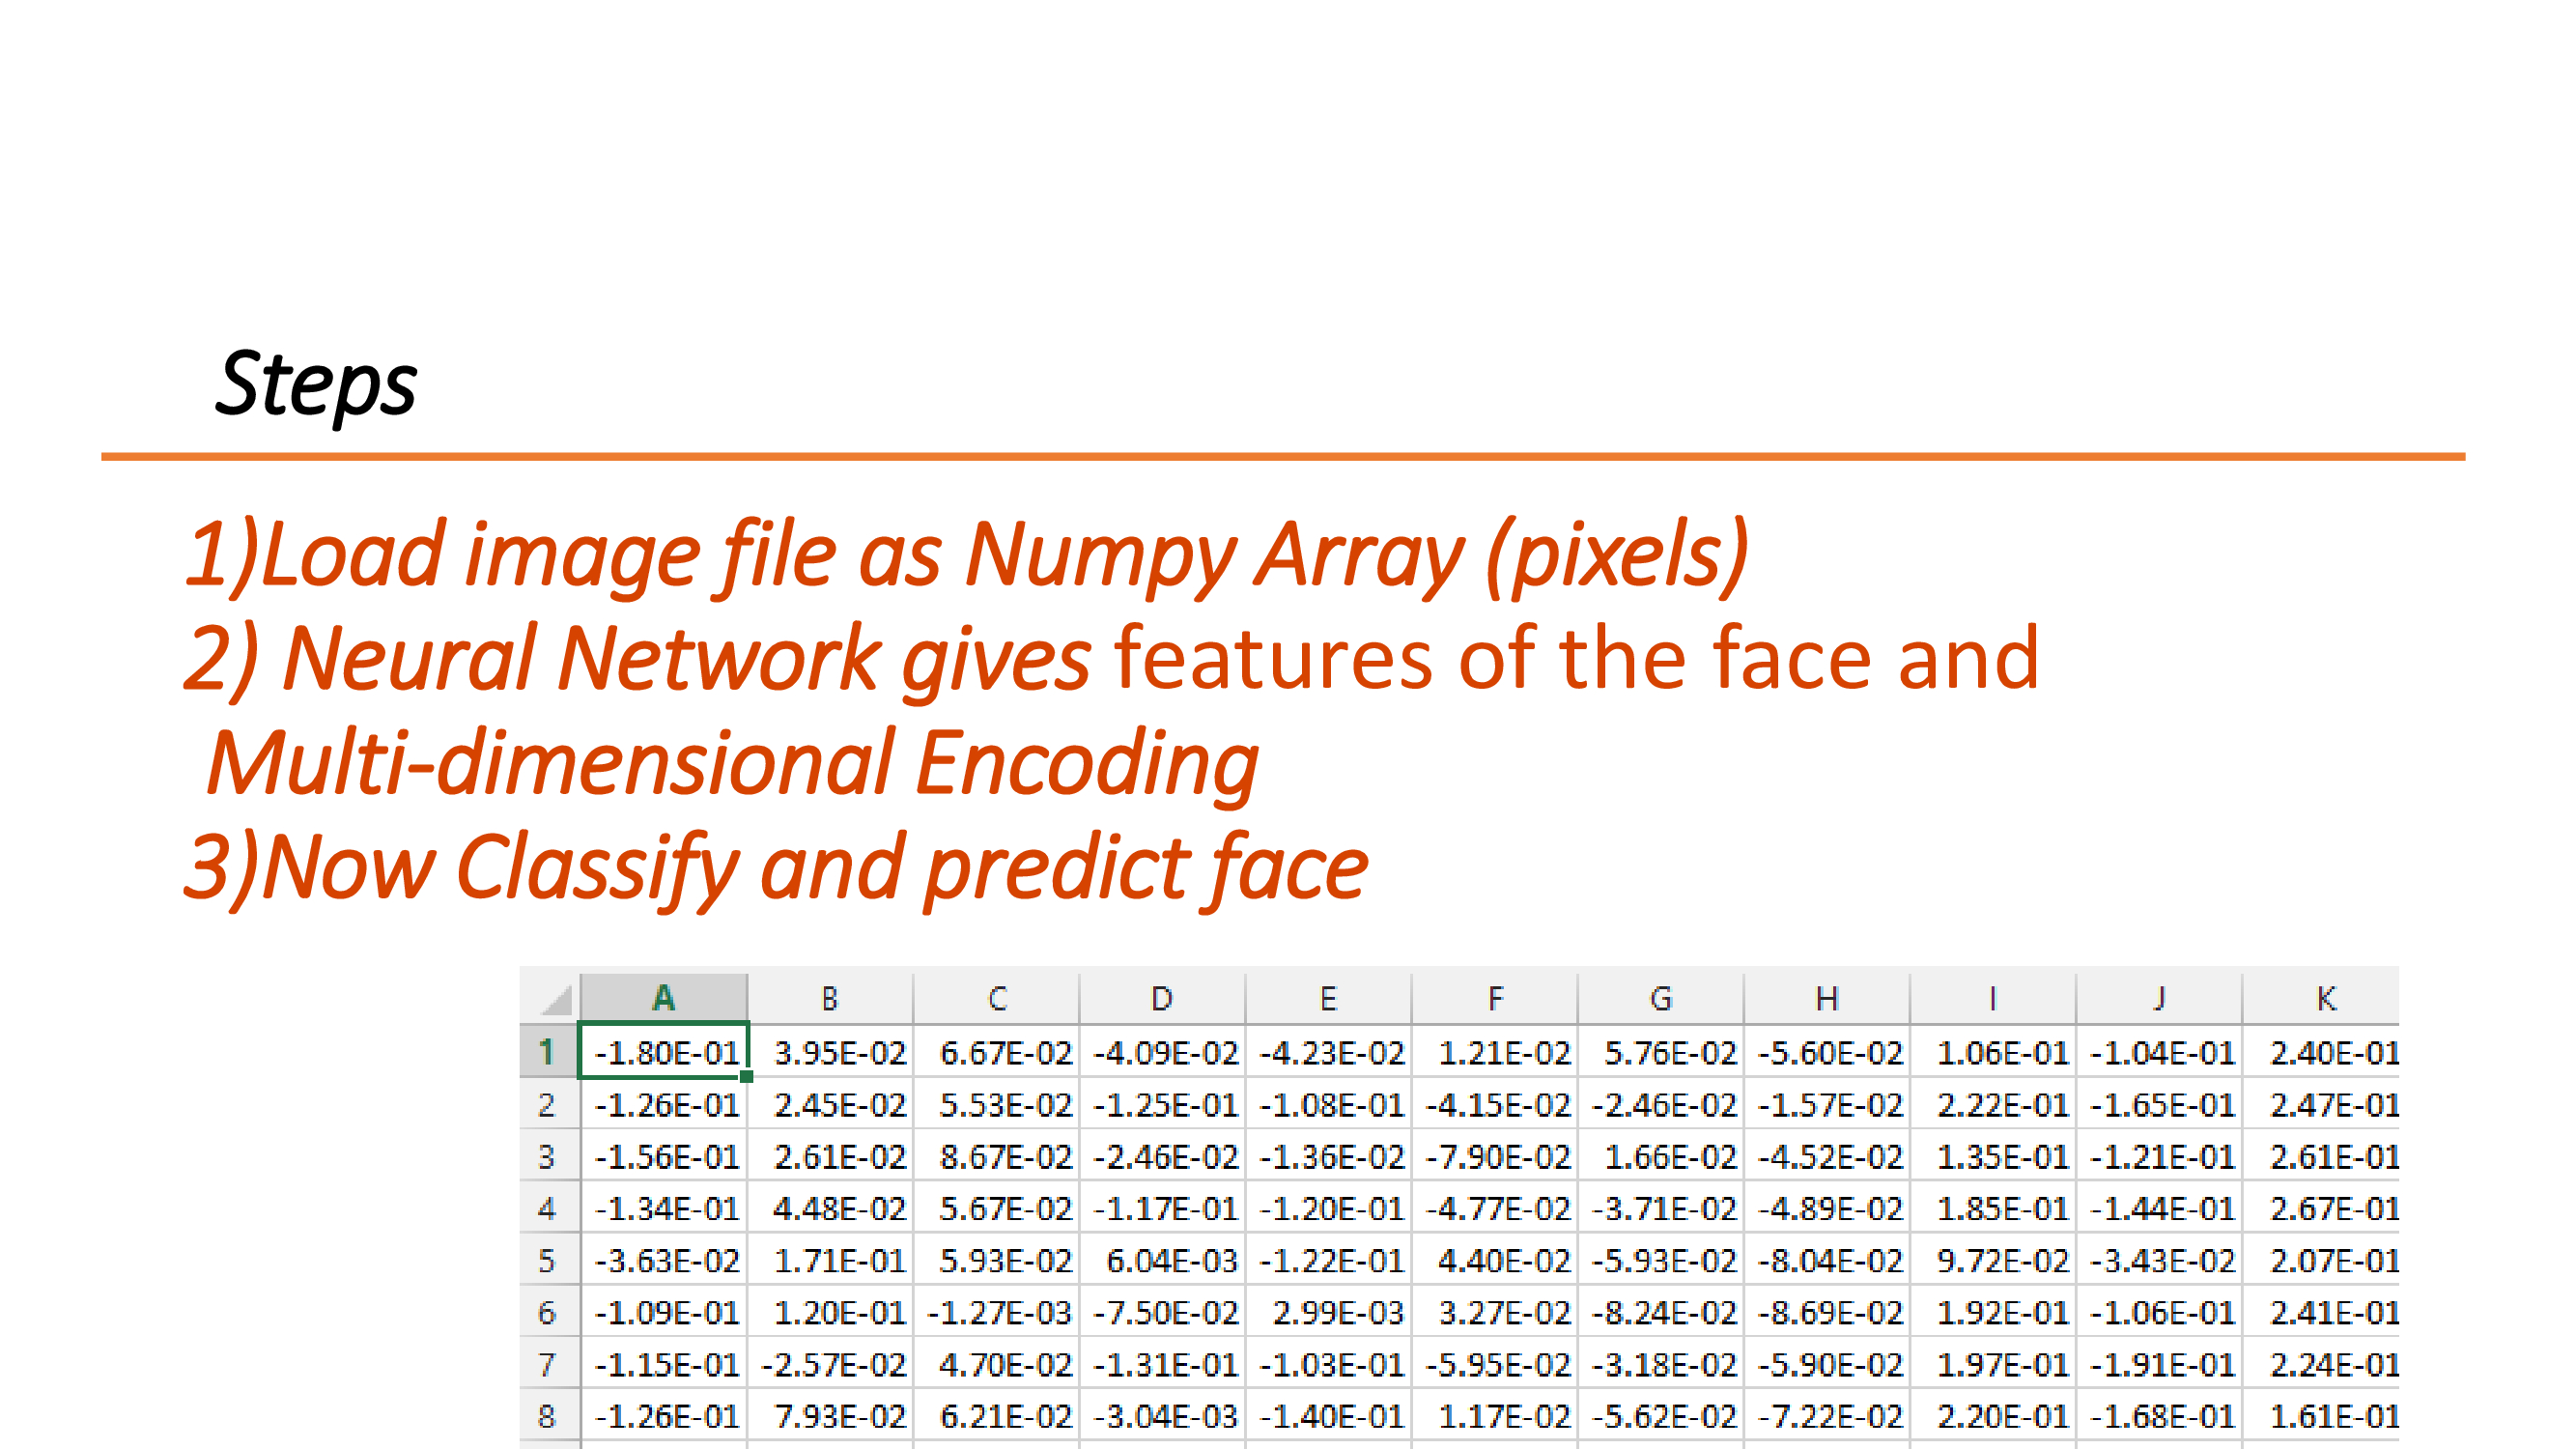 Steps
1)Load image file as Numpy Array (pixels)
2) Neural Network gives features of the face and
Multi-dimensional Encoding
3)Now Classify and predict face
A B C D E F G H I J K
1 -1.80E-01 3.95E-02 6.67E-02 -4.09E-02 -4.23E-02 1.21E-02 5.76E-02 -5.60E-02 1.06E-01 -1.04E-01 2.40E-01
2 -1.26E-01 2.45E-02 5.53E-02 -1.25E-01 -1.08E-01 -4.15E-02 -2.46E-02 -1.57E-02 2.22E-01 -1.65E-01 2.47E-01
3 -1.56E-01 2.61E-02 8.67E-02 -2.46E-02 -1.36E-02 -7.90E-02 1.66E-02 -4.52E-02 1.35E-01 -1.21E-01 2.61E-01
4 -1.34E-01 4.48E-02 5.67E-02 -1.17E-01 -1.20E-01 -4.77E-02 -3.71E-02 -4.89E-02 1.85E-01 -1.44E-01 2.67E-01
5 -3.63E-02 1.71E-01 5.93E-02 6.04E-03 -1.22E-01 4.40E-02 -5.93E-02 -8.04E-02 9.72E-02 -3.43E-02 2.07E-01
6 -1.09E-01 1.20E-01 -1.27E-03 -7.50E-02 2.99E-03 3.27E-02 -8.24E-02 -8.69E-02 1.92E-01 -1.06E-01 2.41E-01
7 -1.15E-01 -2.57E-02 4.70E-02 -1.31E-01 -1.03E-01 -5.95E-02 -3.18E-02 -5.90E-02 1.97E-01 -1.91E-01 2.24E-01
8 -1.26E-01 7.93E-02 6.21E-02 -3.04E-03 -1.40E-01 1.17E-02 -5.62E-02 -7.22E-02 2.20E-01 -1.68E-01 1.61E-01